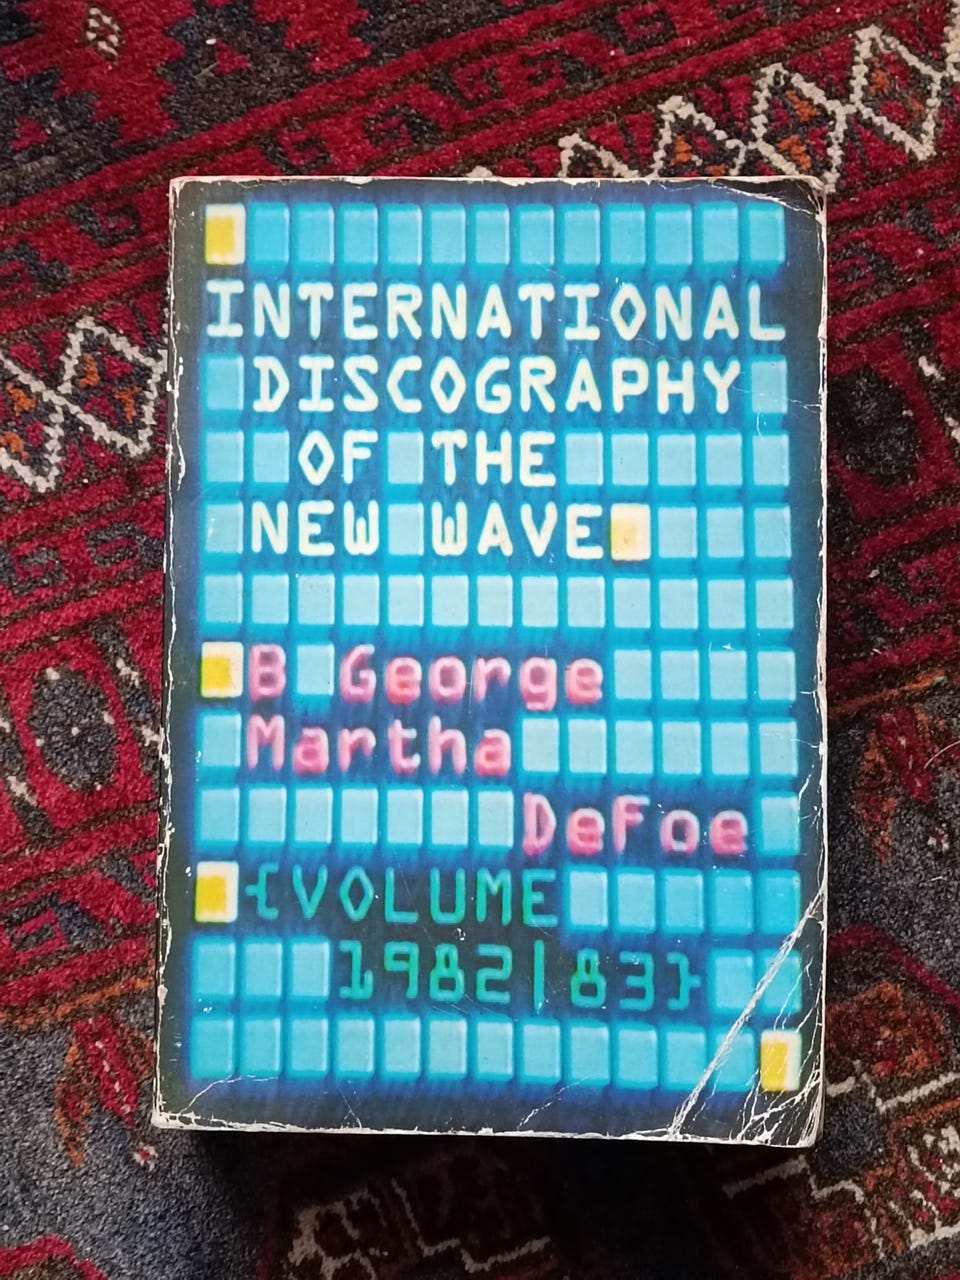 INTERNATIONAL
DISCOGRAPHY
OF THE
NEW WAVE
B George
Martha
DeFoe
{VOLUME
1982|83}